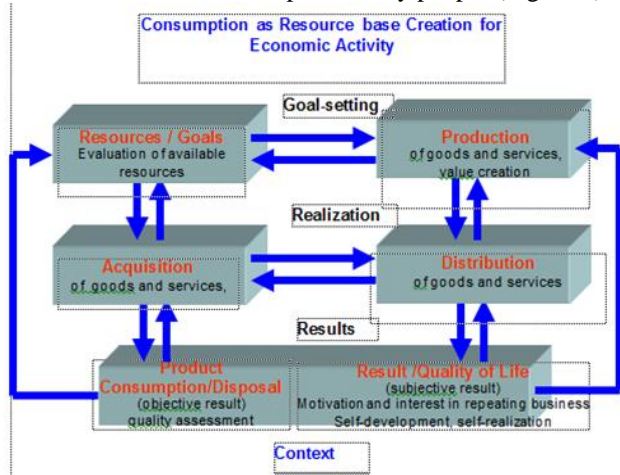 Consumption as Resource base Creation for
Economic Activity
Goal-setting
Resources / Goals
Evaluation of available
resources
Production
of goods and services,
value creation
Realization
Acquisition
of goods and services,
Distribution
of goods and services
Results
Product
Consumption/Disposal
(objective result)
quality assessment
Result /Quality of Life
(subjective result)
Motivation and interest in repeating business
Self-development, self-realization
Context